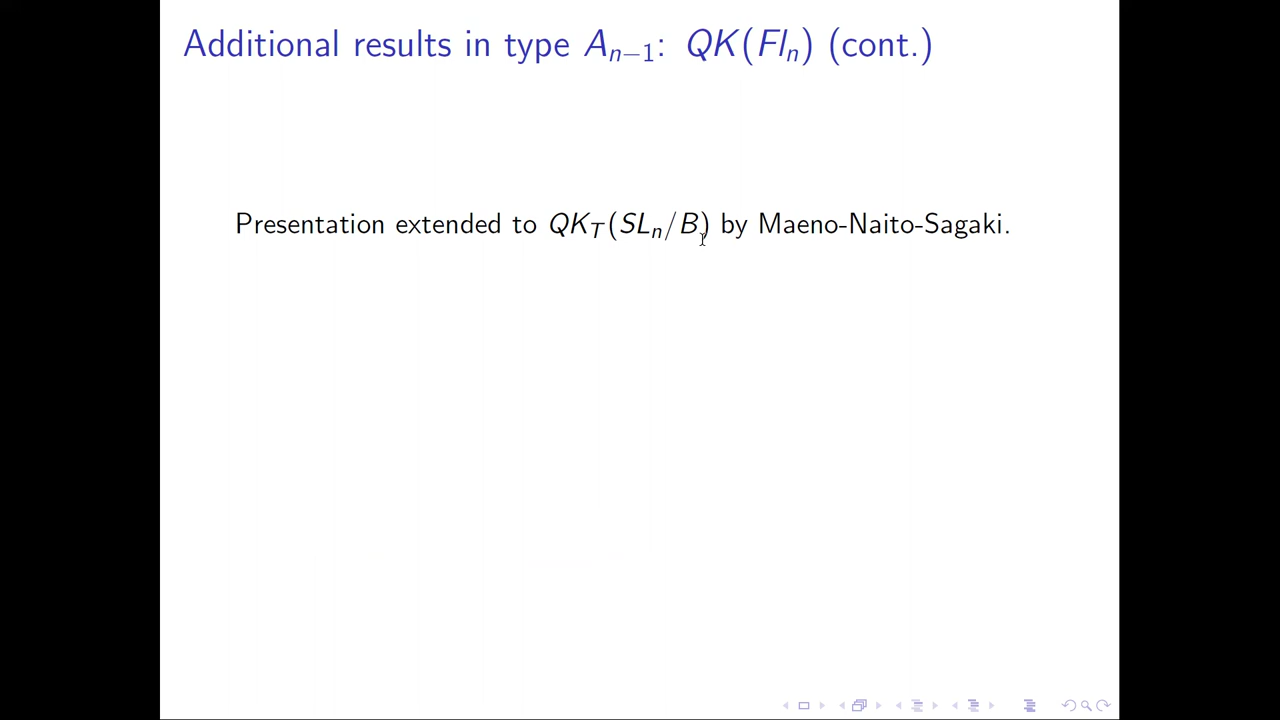 Additional results in type $A_{n-1}$: $QK(Fl_n)$ (cont.)
Presentation extended to $QK_T(SL_n/B)$ by Maeno-Naito-Sagaki.